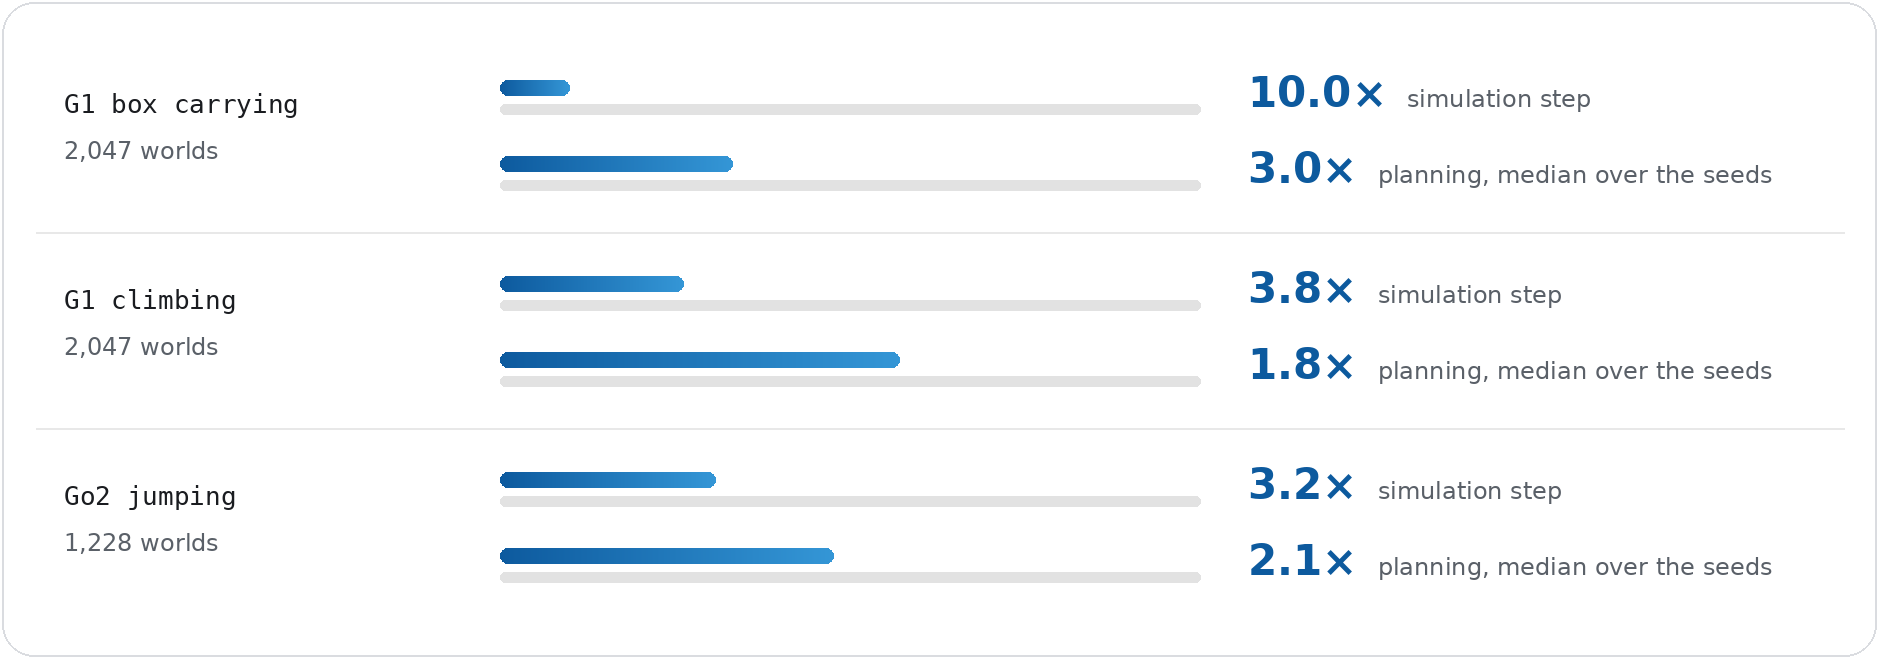 G1 box carrying
2,047 worlds
10.0× simulation step
3.0× planning, median over the seeds
G1 climbing
2,047 worlds
3.8× simulation step
1.8× planning, median over the seeds
Go2 jumping
1,228 worlds
3.2× simulation step
2.1× planning, median over the seeds